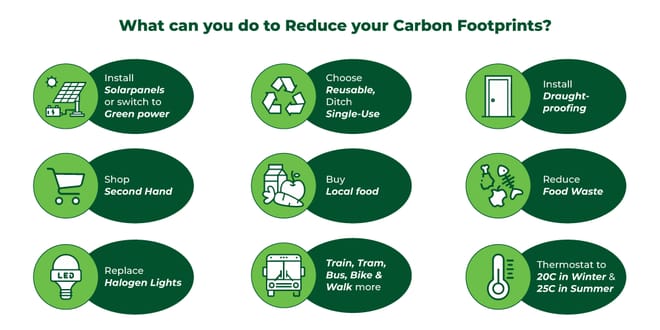 What can you do to Reduce your Carbon Footprints?
Install
Solarpanels
or switch to
Green power
Choose
Reusable,
Ditch
Single-Use
Install
Draught-
proofing
Shop
Second Hand
Buy
Local food
Reduce
Food Waste
LED
Replace
Halogen Lights
Train, Tram,
Bus, Bike &
Walk more
Thermostat to
20C in Winter &
25C in Summer